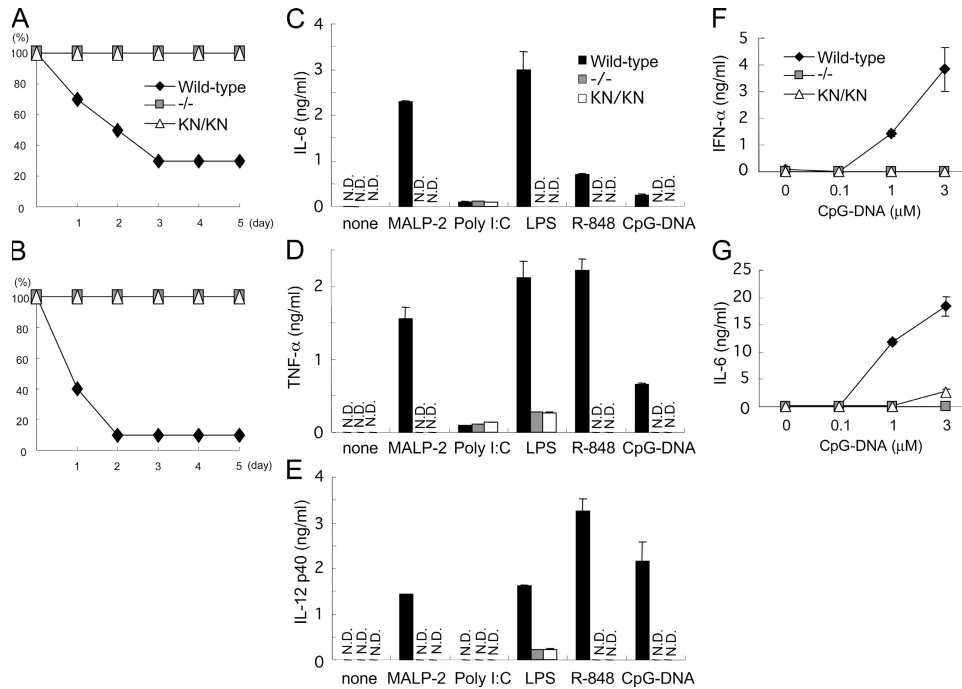 A
(%)
100
80
60
40
20
0
1 2 3 4 5 (day)
Wild-type
-/-
KN/KN
B
(%)
100
80
60
40
20
0
1 2 3 4 5 (day)
C
IL-6 (ng/ml)
4
3
2
1
0
Wild-type
-/-
KN/KN
N.D. N.D. N.D. N.D. N.D. N.D. N.D. N.D. N.D. N.D. N.D.
none MALP-2 Poly I:C LPS R-848 CpG-DNA
D
TNF-α (ng/ml)
2
1
0
N.D. N.D. N.D. N.D. N.D. N.D. N.D. N.D. N.D.
none MALP-2 Poly I:C LPS R-848 CpG-DNA
E
IL-12 p40 (ng/ml)
4
3
2
1
0
N.D. N.D. N.D. N.D. N.D. N.D. N.D. N.D. N.D. N.D. N.D. N.D.
none MALP-2 Poly I:C LPS R-848 CpG-DNA
F
IFN-α (ng/ml)
5
4
3
2
1
0
Wild-type
-/-
KN/KN
0 0.1 1 3
CpG-DNA (μM)
G
IL-6 (ng/ml)
25
20
15
10
5
0
0 0.1 1 3
CpG-DNA (μM)